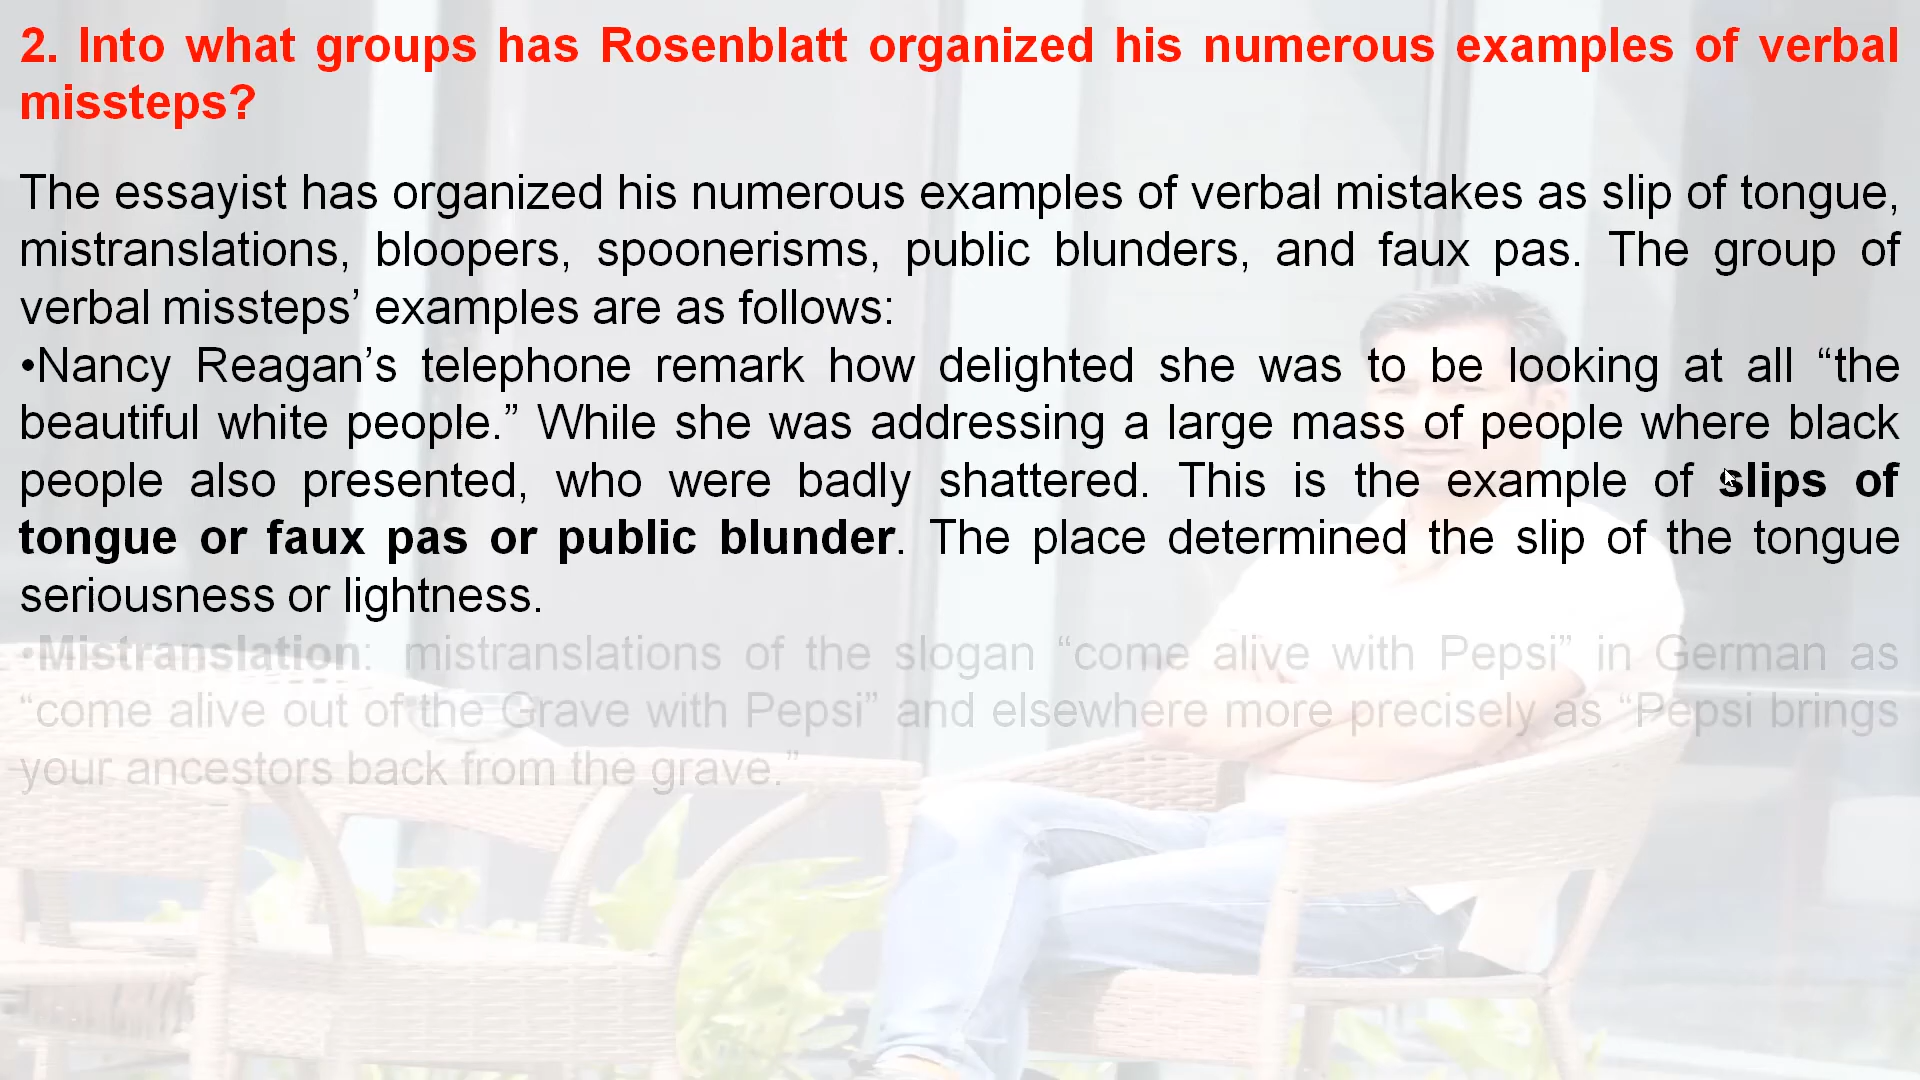 2. Into what groups has Rosenblatt organized his numerous examples of verbal
missteps?
The essayist has organized his numerous examples of verbal mistakes as slip of tongue,
mistranslations, bloopers, spoonerisms, public blunders, and faux pas. The group of
verbal missteps’ examples are as follows:
•Nancy Reagan’s telephone remark how delighted she was to be looking at all “the
beautiful white people.” While she was addressing a large mass of people where black
people also presented, who were badly shattered. This is the example of slips of
tongue or faux pas or public blunder. The place determined the slip of the tongue
seriousness or lightness.
•Mistranslation: mistranslations of the slogan “come alive with Pepsi” in German as
“come alive out of the Grave with Pepsi” and elsewhere more precisely as “Pepsi brings
your ancestors back from the grave.”